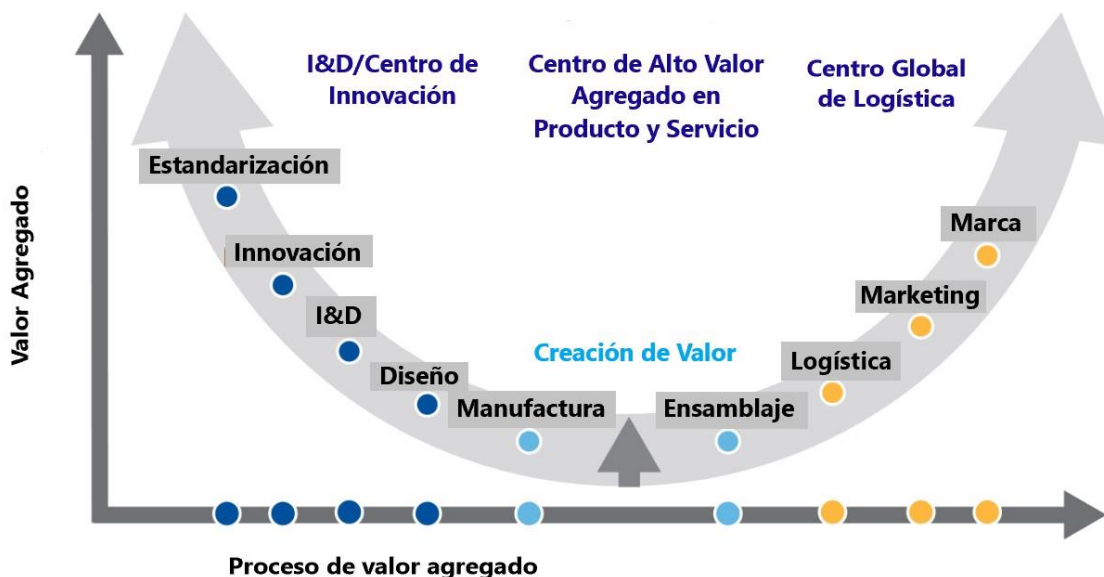 I&D/Centro de
Innovación
Centro de Alto Valor
Agregado en
Producto y Servicio
Centro Global
de Logística
Valor Agregado
Estandarización
Innovación
I&D
Diseño
Manufactura
Creación de Valor
Ensamblaje
Logística
Marketing
Marca
Proceso de valor agregado